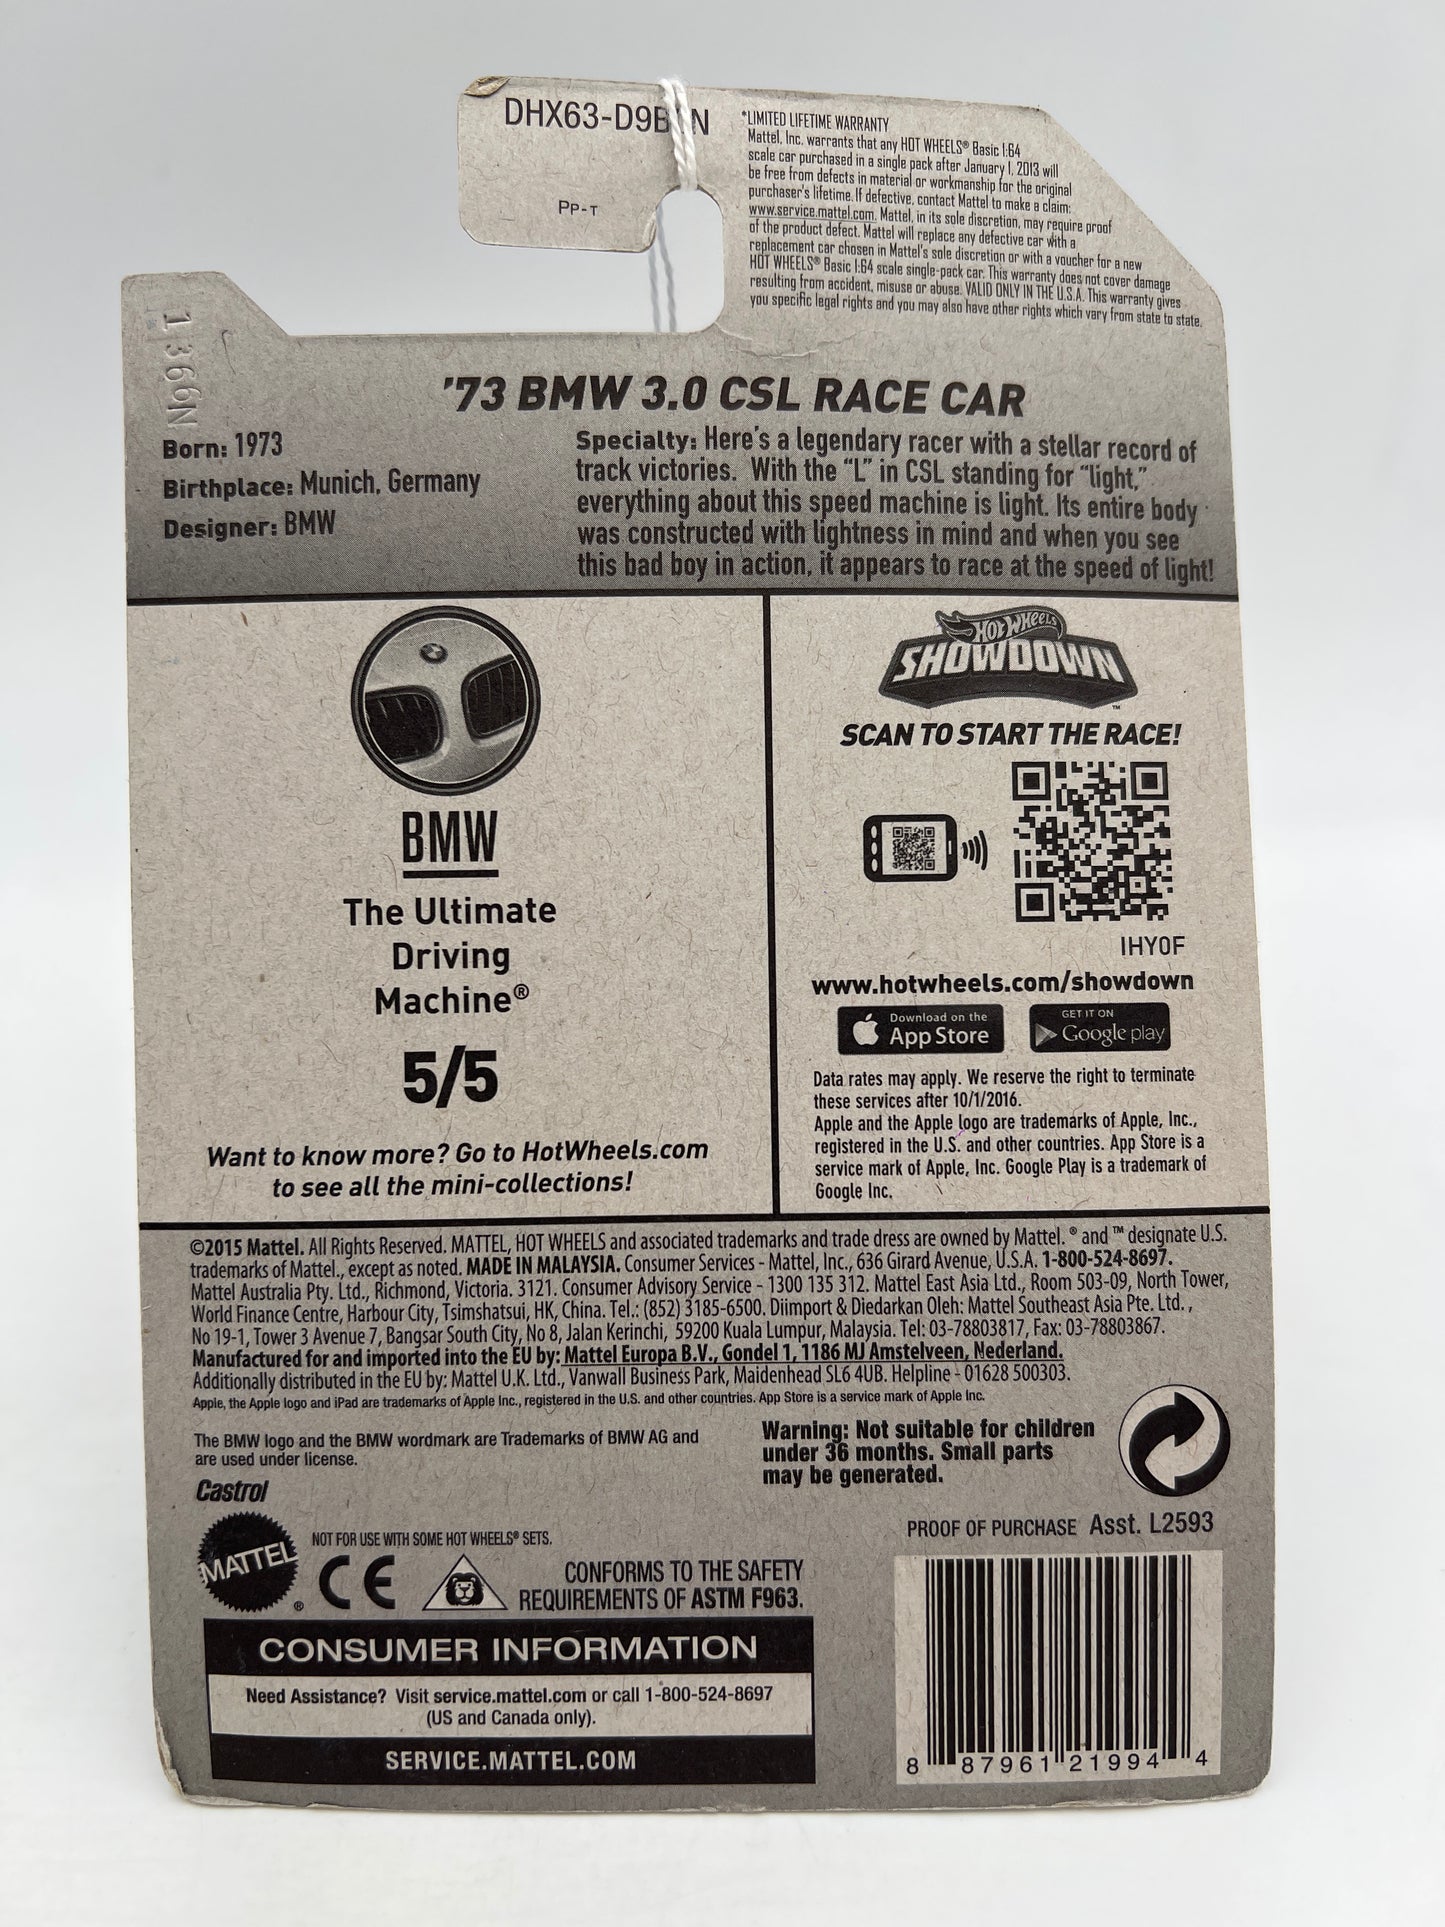 *LIMITED LIFETIME WARRANTY
Mattel, Inc. warrants that any HOT WHEELS® Basic 1:64
scale car purchased in a single pack after January 1, 2013 will
be free from defects in material or workmanship for the original
purchaser's lifetime. If defective, contact Mattel to make a claim:
www.service.mattel.com. Mattel, in its sole discretion, may require proof
of the product defect. Mattel will replace any defective car with a
replacement car chosen in Mattel's sole discretion or with a voucher for a new
HOT WHEELS® Basic 1:64 scale single-pack car. This warranty does not cover damage
resulting from accident, misuse or abuse. VALID ONLY IN THE U.S.A. This warranty gives
you specific legal rights and you may also have other rights which vary from state to state.
PP-T
1366N
'73 BMW 3.0 CSL RACE CAR
Born: 1973
Birthplace: Munich, Germany
Designer: BMW
Specialty: Here's a legendary racer with a stellar record of
track victories. With the “L” in CSL standing for “light,”
everything about this speed machine is light. Its entire body
was constructed with lightness in mind and when you see
this bad boy in action, it appears to race at the speed of light!
BMW
The Ultimate
Driving
Machine®
5/5
Want to know more? Go to HotWheels.com
to see all the mini-collections!
HOT WHEELS
SHOWDOWN™
SCAN TO START THE RACE!
IHY0F
www.hotwheels.com/showdown
Download on the
App Store
GET IT ON
Google play
Data rates may apply. We reserve the right to terminate
these services after 10/1/2016.
Apple and the Apple logo are trademarks of Apple, Inc.,
registered in the U.S. and other countries. App Store is a
service mark of Apple, Inc. Google Play is a trademark of
Google Inc.
©2015 Mattel. All Rights Reserved. MATTEL, HOT WHEELS and associated trademarks and trade dress are owned by Mattel. ® and ™ designate U.S.
trademarks of Mattel., except as noted. MADE IN MALAYSIA. Consumer Services - Mattel, Inc., 636 Girard Avenue, U.S.A. 1-800-524-8697.
Mattel Australia Pty. Ltd., Richmond, Victoria. 3121. Consumer Advisory Service - 1300 135 312. Mattel East Asia Ltd., Room 503-09, North Tower,
World Finance Centre, Harbour City, Tsimshatsui, HK, China. Tel.: (852) 3185-6500. Diimport & Diedarkan Oleh: Mattel Southeast Asia Pte. Ltd.,
No 19-1, Tower 3 Avenue 7, Bangsar South City, No 8, Jalan Kerinchi, 59200 Kuala Lumpur, Malaysia. Tel: 03-78803817, Fax: 03-78803867.
Manufactured for and imported into the EU by: Mattel Europa B.V., Gondel 1, 1186 MJ Amstelveen, Nederland.
Additionally distributed in the EU by: Mattel U.K. Ltd., Vanwall Business Park, Maidenhead SL6 4UB. Helpline - 01628 500303.
Apple, the Apple logo and iPad are trademarks of Apple Inc., registered in the U.S. and other countries. App Store is a service mark of Apple Inc.
The BMW logo and the BMW wordmark are Trademarks of BMW AG and
are used under license.
Castrol
Warning: Not suitable for children
under 36 months. Small parts
may be generated.
PROOF OF PURCHASE Asst. L2593
MATTEL®
NOT FOR USE WITH SOME HOT WHEELS® SETS.
CE
CONFORMS TO THE SAFETY
REQUIREMENTS OF ASTM F963.
CONSUMER INFORMATION
Need Assistance? Visit service.mattel.com or call 1-800-524-8697
(US and Canada only).
SERVICE.MATTEL.COM
8 87961 21994 4